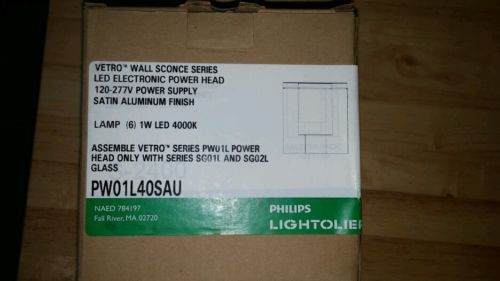 VETRO™ WALL SCONCE SERIES
LED ELECTRONIC POWER HEAD
120-277V POWER SUPPLY
SATIN ALUMINUM FINISH
LAMP (6) 1W LED 4000K
ASSEMBLE VETRO™ SERIES PW01L POWER
HEAD ONLY WITH SERIES SG01L AND SG02L
GLASS
PW01L40SAU
NAED 784197
Fall River, MA 02720
PHILIPS
LIGHTOLIER